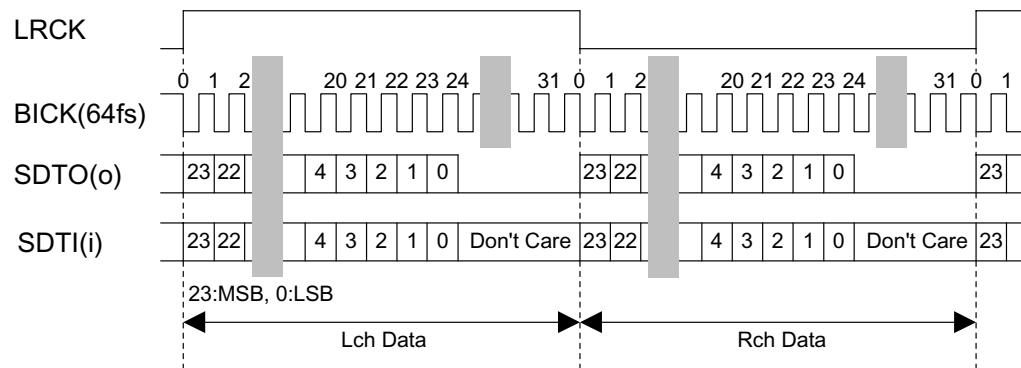 LRCK
0 1 2 20 21 22 23 24 31 0 1 2 20 21 22 23 24 31 0 1
BICK(64fs)
SDTO(o) 23 22 4 3 2 1 0 23 22 4 3 2 1 0 23
SDTI(i) 23 22 4 3 2 1 0 Don't Care 23 22 4 3 2 1 0 Don't Care 23
23:MSB, 0:LSB
Lch Data Rch Data